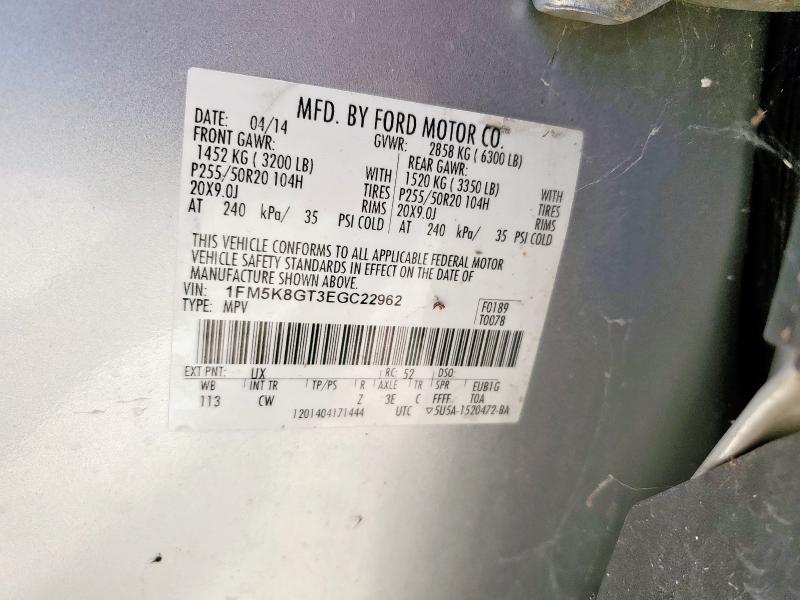 MFD. BY FORD MOTOR CO.
DATE: 04/14 GVWR: 2858 KG ( 6300 LB)
FRONT GAWR: REAR GAWR:
1452 KG ( 3200 LB) WITH 1520 KG ( 3350 LB) WITH
P255/50R20 104H TIRES P255/50R20 104H TIRES
20X9.0J RIMS 20X9.0J RIMS
AT 240 kPa/ 35 PSI COLD AT 240 kPa/ 35 PSI COLD
THIS VEHICLE CONFORMS TO ALL APPLICABLE FEDERAL MOTOR
VEHICLE SAFETY STANDARDS IN EFFECT ON THE DATE OF
MANUFACTURE SHOWN ABOVE.
VIN: 1FM5K8GT3EGC22962 F0189
TYPE: MPV T0078
EXT PNT: UX RC: 52 DSO:
WB INT TR TP/PS R AXLE TR SPR EUB1G
113 CW Z 3E C FFFF TOA
1201404171444 UTC ▽5U5A-1520472-BA